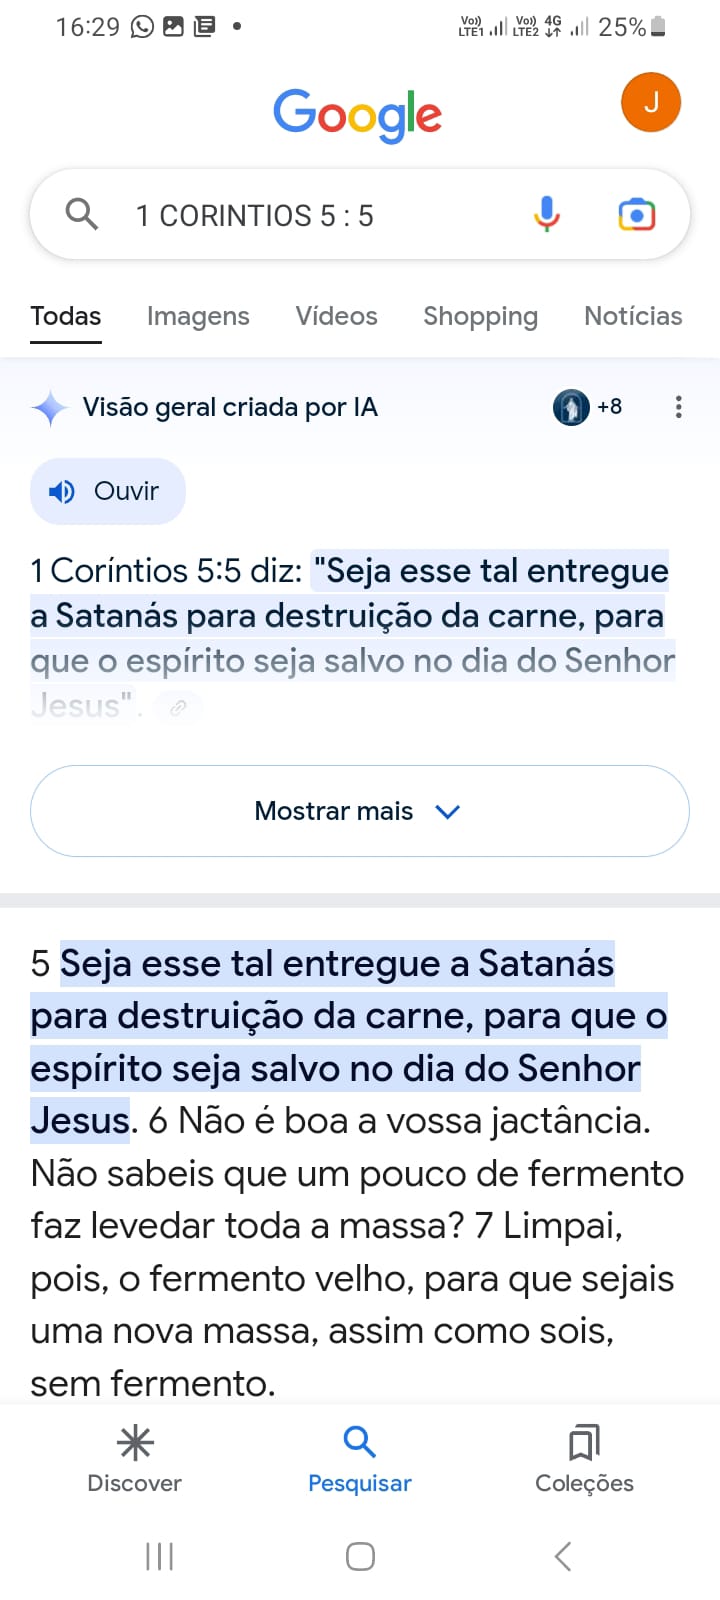 16:29
Vo)) LTE1 Vo)) LTE2 4G 25%
Google
J
1 CORINTIOS 5 : 5
Todas Imagens Vídeos Shopping Notícias
Visão geral criada por IA +8
Ouvir
1 Coríntios 5:5 diz: "Seja esse tal entregue
a Satanás para destruição da carne, para
que o espírito seja salvo no dia do Senhor
Jesus".
Mostrar mais
5 Seja esse tal entregue a Satanás
para destruição da carne, para que o
espírito seja salvo no dia do Senhor
Jesus. 6 Não é boa a vossa jactância.
Não sabeis que um pouco de fermento
faz levedar toda a massa? 7 Limpai,
pois, o fermento velho, para que sejais
uma nova massa, assim como sois,
sem fermento.
Discover Pesquisar Coleções